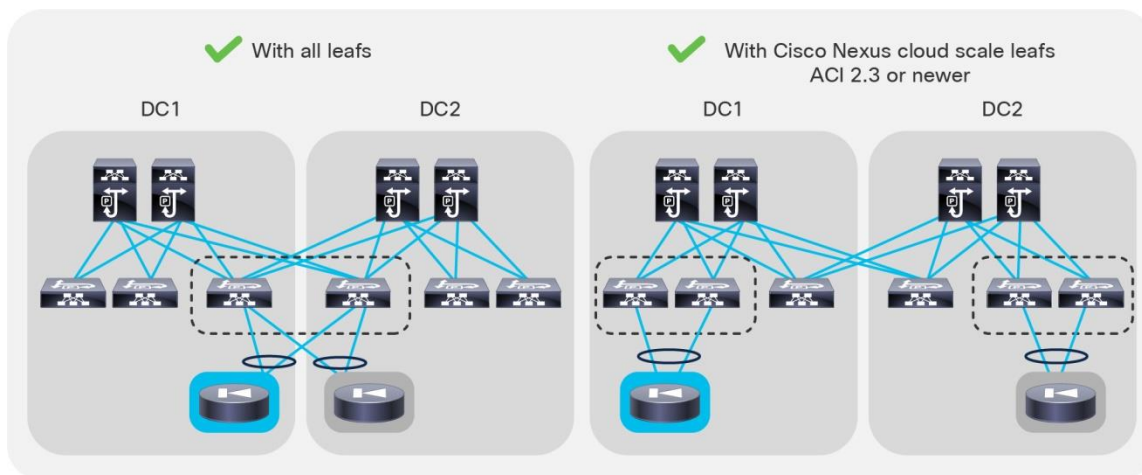 With all leafs
With Cisco Nexus cloud scale leafs
ACI 2.3 or newer
DC1
DC2
DC1
DC2
P
P
P
P
P
P
P
P